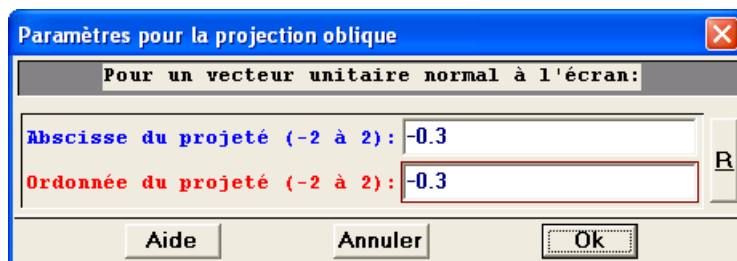 Paramètres pour la projection oblique
Pour un vecteur unitaire normal à l'écran:
Abscisse du projeté (-2 à 2): -0.3
Ordonnée du projeté (-2 à 2): -0.3
R
Aide Annuler Ok